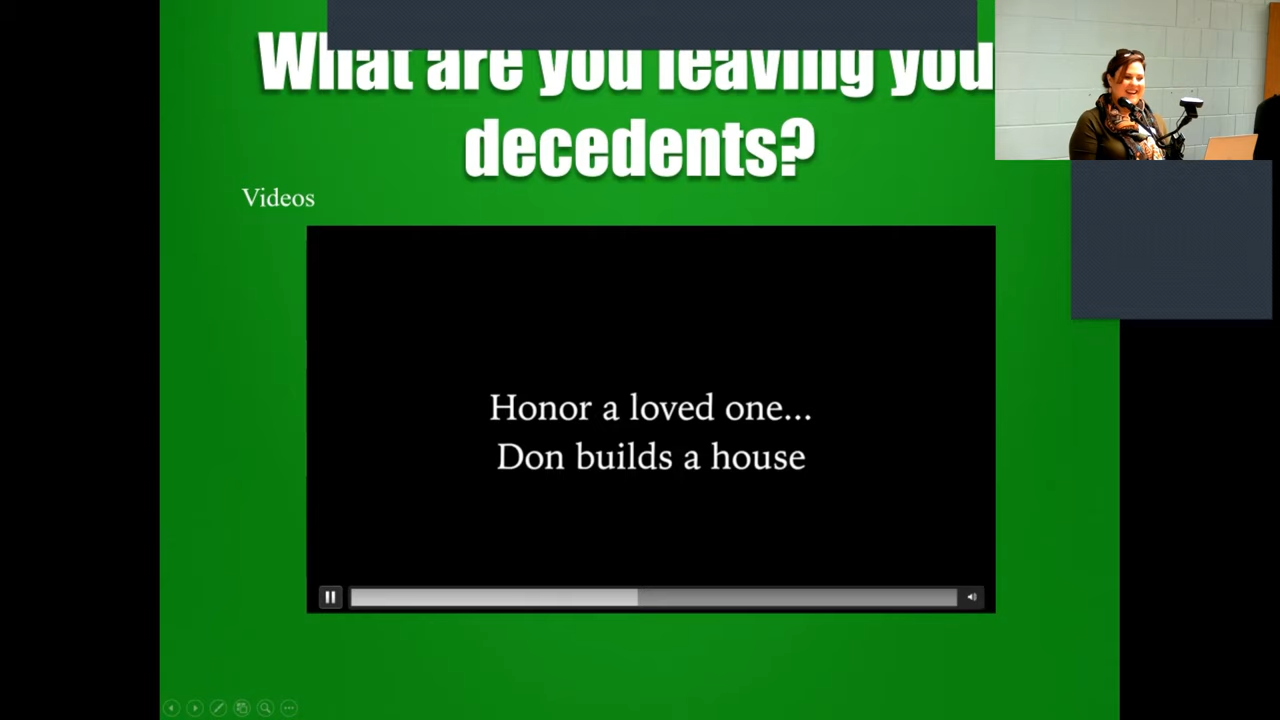 What are you leaving you
decedents?
Videos
Honor a loved one...
Don builds a house